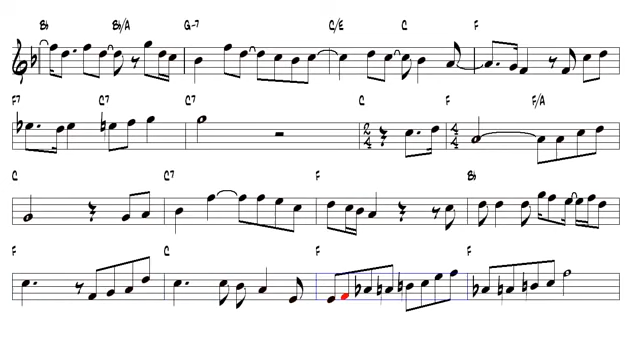 B♭ B♭/A G-7 C/E C F
F7 C7 C7 C F F/A
2 4
4 4
C C7 F B♭
F C F F